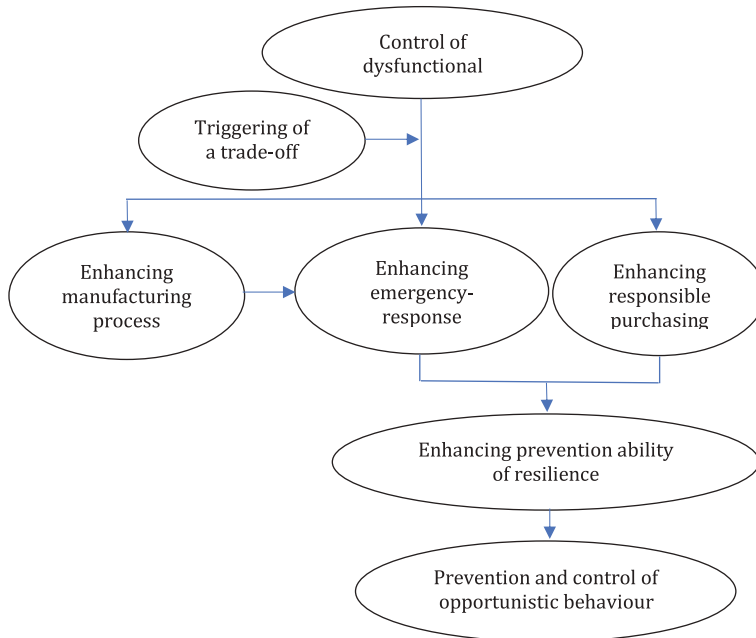 Control of
dysfunctional
Triggering of
a trade-off
Enhancing
manufacturing
process
Enhancing
emergency-
response
Enhancing
responsible
purchasing
Enhancing prevention ability
of resilience
Prevention and control of
opportunistic behaviour